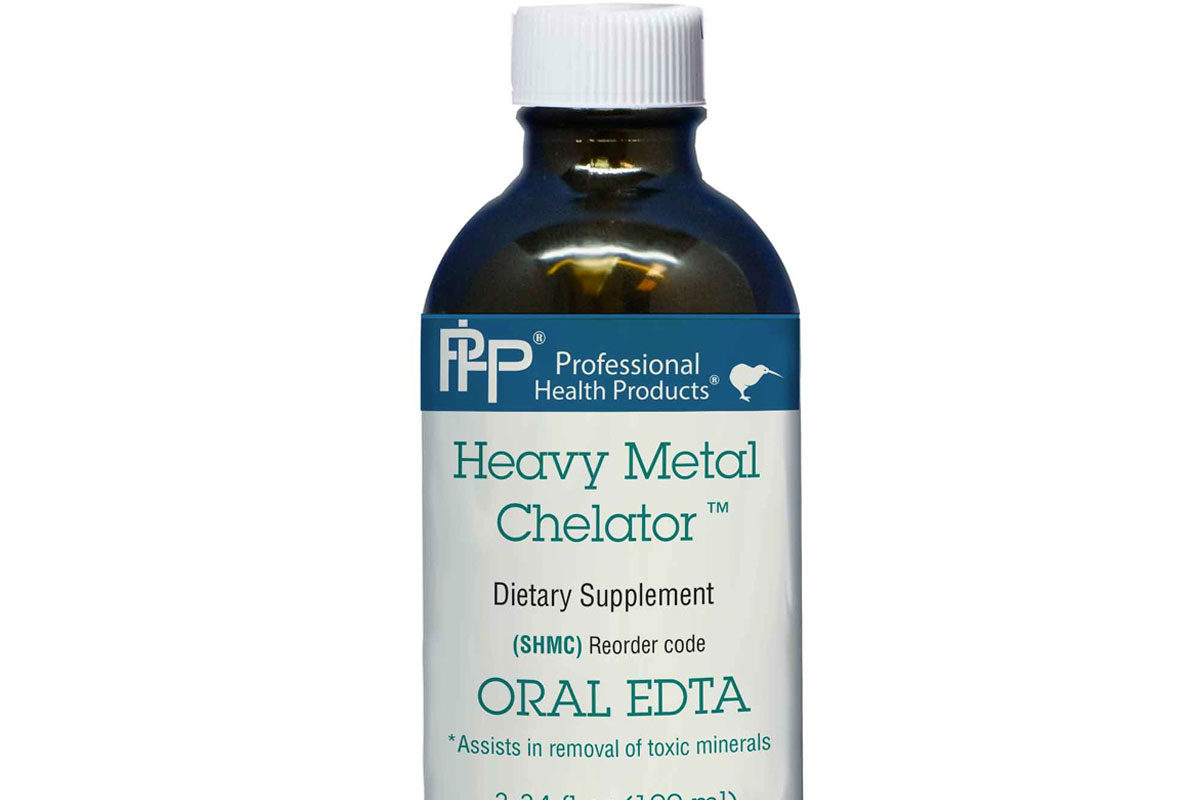 PHP®
Professional
Health Products®
Heavy Metal
Chelator™
Dietary Supplement
(SHMC) Reorder code
ORAL EDTA
*Assists in removal of toxic minerals